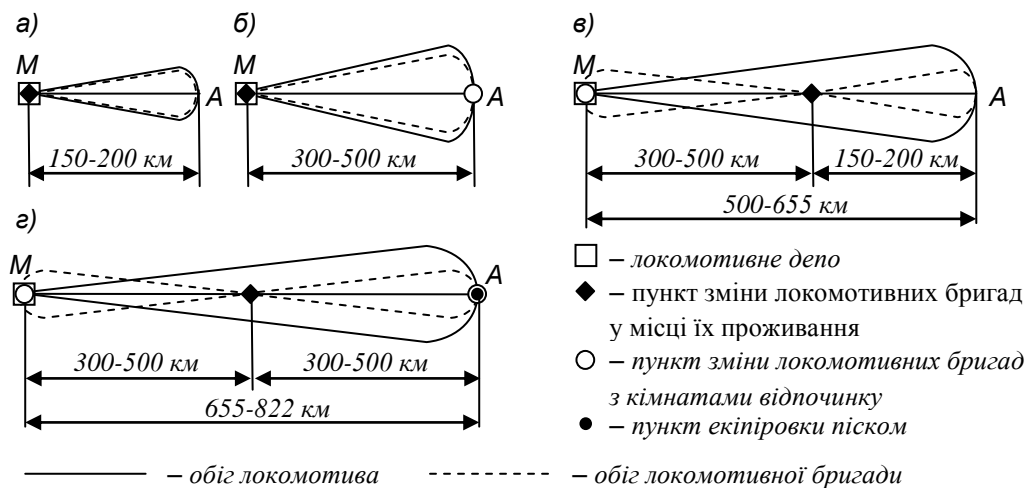 а)
б)
в)
М
А
М
А
М
А
150-200 км
300-500 км
300-500 км
150-200 км
500-655 км
г)
М
А
300-500 км
300-500 км
655-822 км
– локомотивне депо
– пункт зміни локомотивних бригад
у місці їх проживання
– пункт зміни локомотивних бригад
з кімнатами відпочинку
– пункт екіпіровки піском
– обіг локомотива
– обіг локомотивної бригади